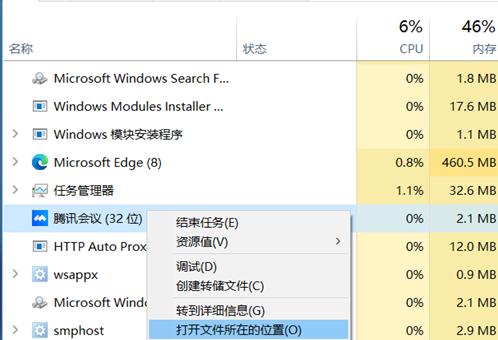 6% 46%
名称 状态 CPU 内存
Microsoft Windows Search F... 0% 1.8 MB
Windows Modules Installer ... 0% 17.6 MB
Windows 模块安装程序 0% 1.1 MB
Microsoft Edge (8) 0.8% 460.5 MB
任务管理器 1.1% 32.6 MB
腾讯会议 (32 位) 0% 2.1 MB
结束任务(E)
HTTP Auto Prox 资源值(V) 0% 12.0 MB
wsappx 调试(D) 0% 0.9 MB
创建转储文件(C)
Microsoft Wind 0% 2.1 MB
转到详细信息(G)
smphost 打开文件所在的位置(O) 0% 2.9 MB